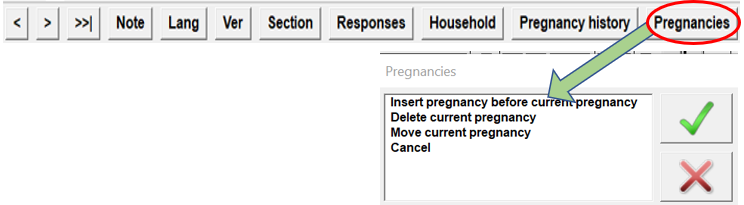 < > >>| Note Lang Ver Section Responses Household Pregnancy history Pregnancies
Pregnancies
Insert pregnancy before current pregnancy
Delete current pregnancy
Move current pregnancy
Cancel